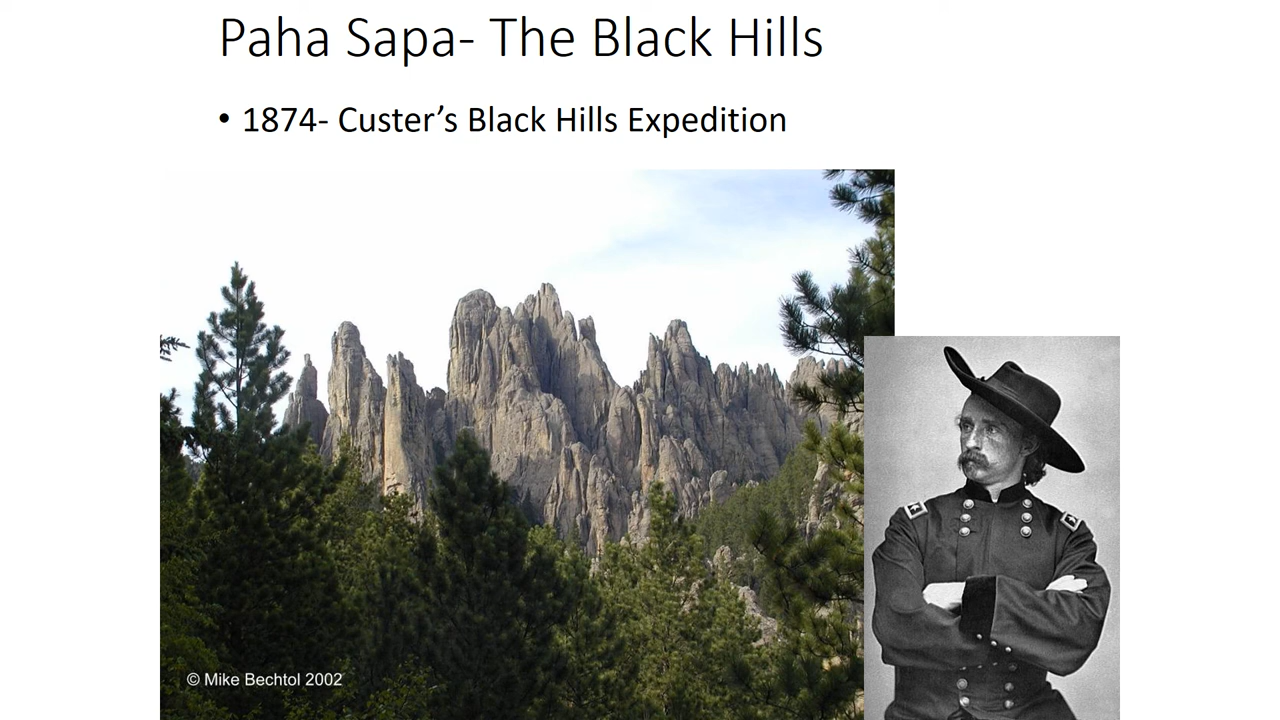 Paha Sapa- The Black Hills
• 1874- Custer’s Black Hills Expedition
© Mike Bechtol 2002